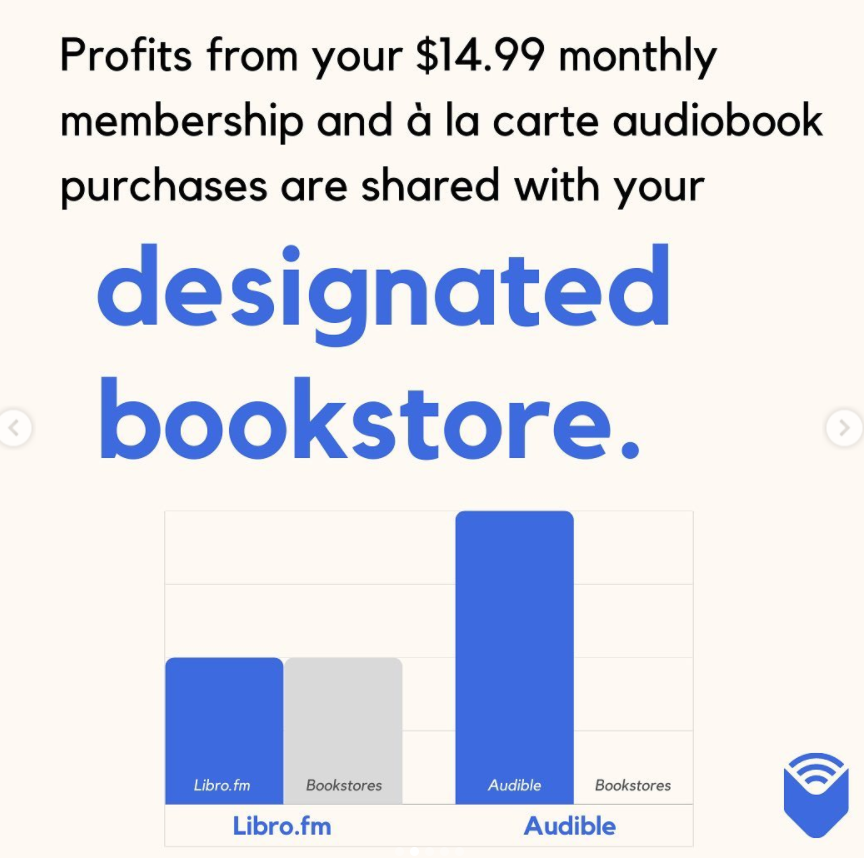 Profits from your $14.99 monthly
membership and à la carte audiobook
purchases are shared with your
designated
bookstore.
Libro.fm Bookstores Audible Bookstores
Libro.fm Audible